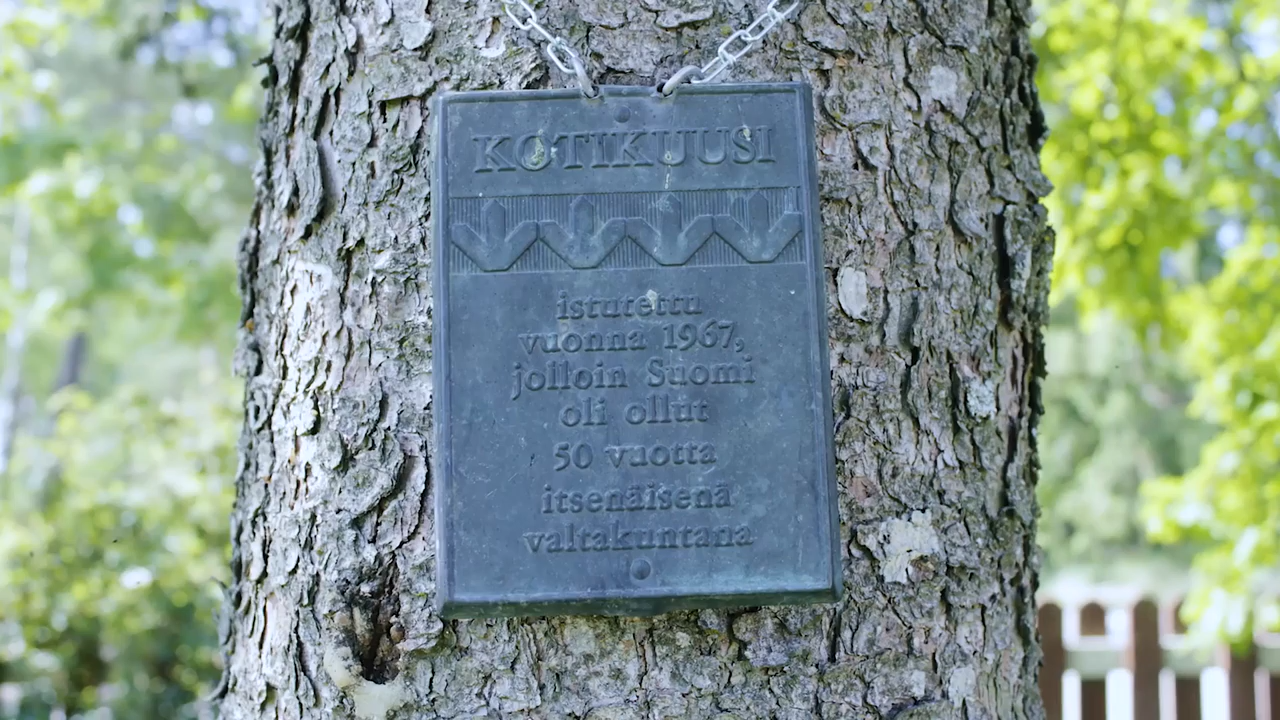 KOTIKUUSI
istutettu
vuonna 1967,
jolloin Suomi
oli ollut
50 vuotta
itsenäisenä
valtakuntana